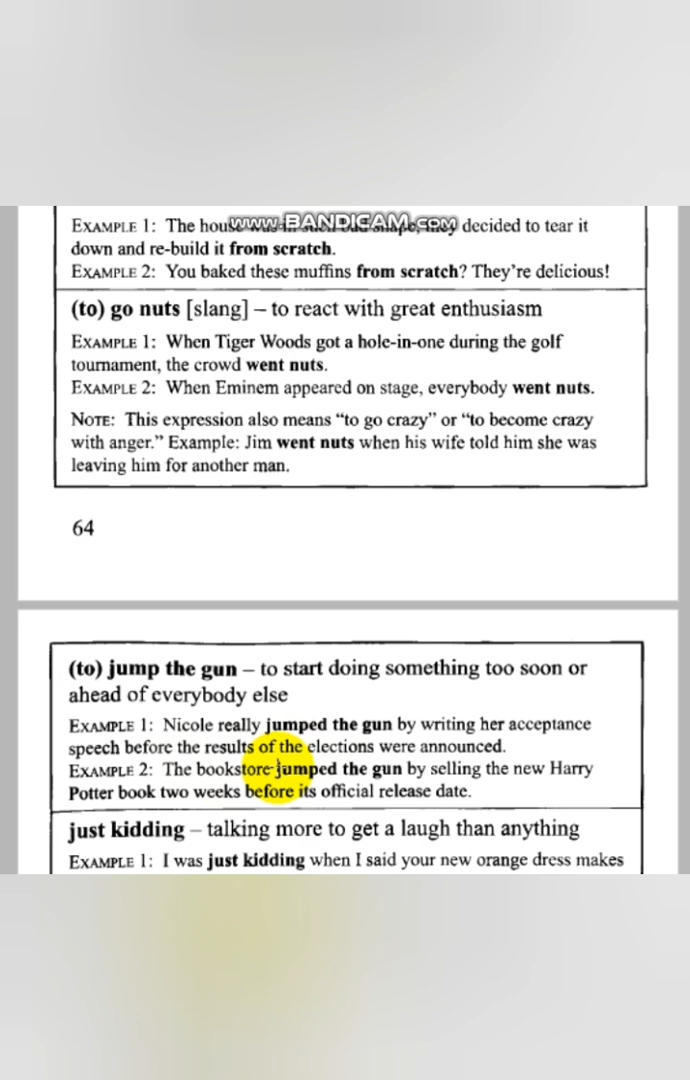 www.BANDICAM.com
EXAMPLE 1: The house was in such bad shape, they decided to tear it
down and re-build it from scratch.
EXAMPLE 2: You baked these muffins from scratch? They're delicious!
(to) go nuts [slang] – to react with great enthusiasm
EXAMPLE 1: When Tiger Woods got a hole-in-one during the golf
tournament, the crowd went nuts.
EXAMPLE 2: When Eminem appeared on stage, everybody went nuts.
NOTE: This expression also means “to go crazy” or “to become crazy
with anger.” Example: Jim went nuts when his wife told him she was
leaving him for another man.
64
(to) jump the gun – to start doing something too soon or
ahead of everybody else
EXAMPLE 1: Nicole really jumped the gun by writing her acceptance
speech before the results of the elections were announced.
EXAMPLE 2: The bookstore jumped the gun by selling the new Harry
Potter book two weeks before its official release date.
just kidding – talking more to get a laugh than anything
EXAMPLE 1: I was just kidding when I said your new orange dress makes